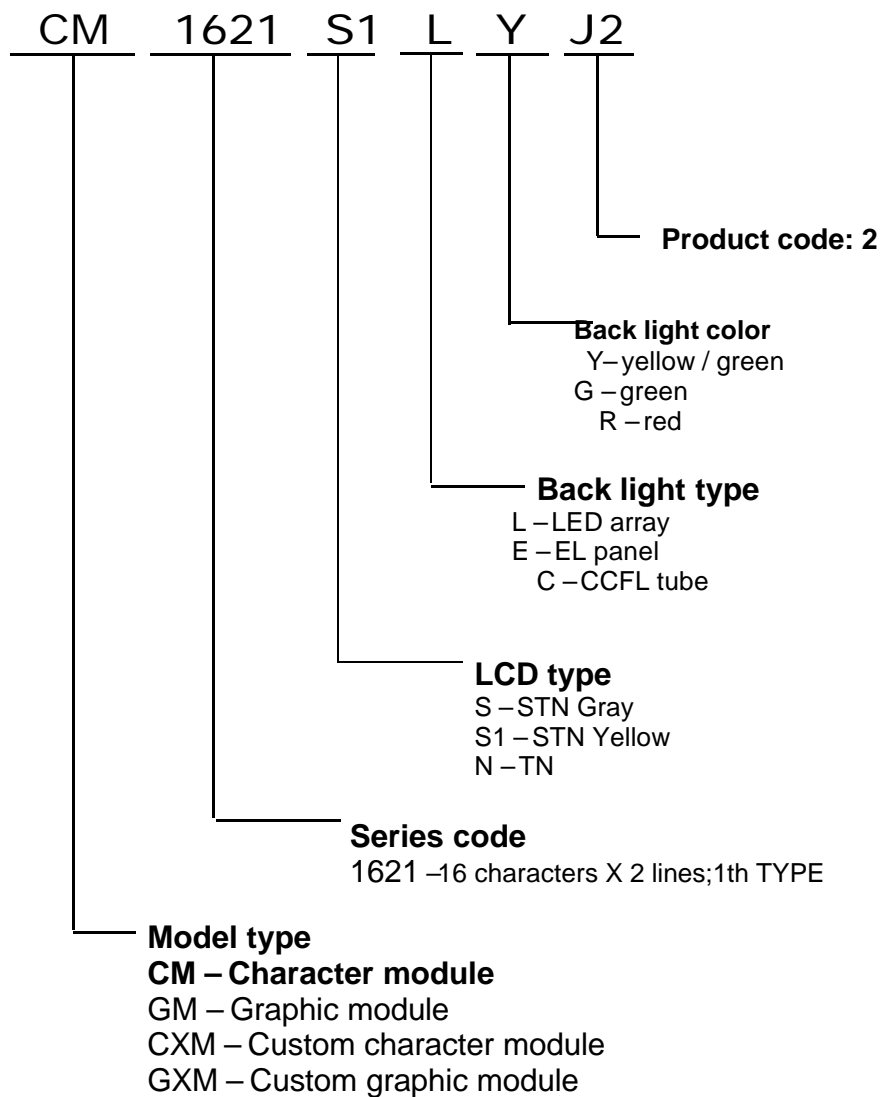 CM 1621 S1 L Y J2
Product code: 2
Back light color
Y–yellow / green
G –green
R –red
Back light type
L –LED array
E –EL panel
C –CCFL tube
LCD type
S –STN Gray
S1 –STN Yellow
N –TN
Series code
1621 –16 characters X 2 lines;1th TYPE
Model type
CM – Character module
GM – Graphic module
CXM – Custom character module
GXM – Custom graphic module